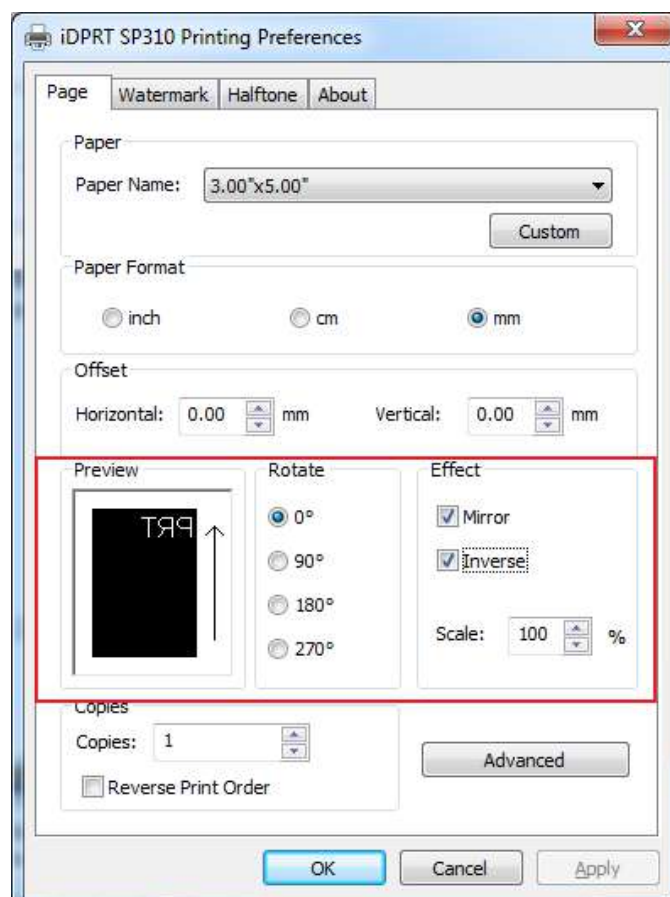 iDPRT SP310 Printing Preferences
Page Watermark Halftone About
Paper
Paper Name: 3.00"x5.00"
Custom
Paper Format
inch cm mm
Offset
Horizontal: 0.00 mm Vertical: 0.00 mm
Preview Rotate Effect
PRT 0° Mirror
90° Inverse
180°
Scale: 100 %
270°
Copies
Copies: 1
Advanced
Reverse Print Order
OK Cancel Apply